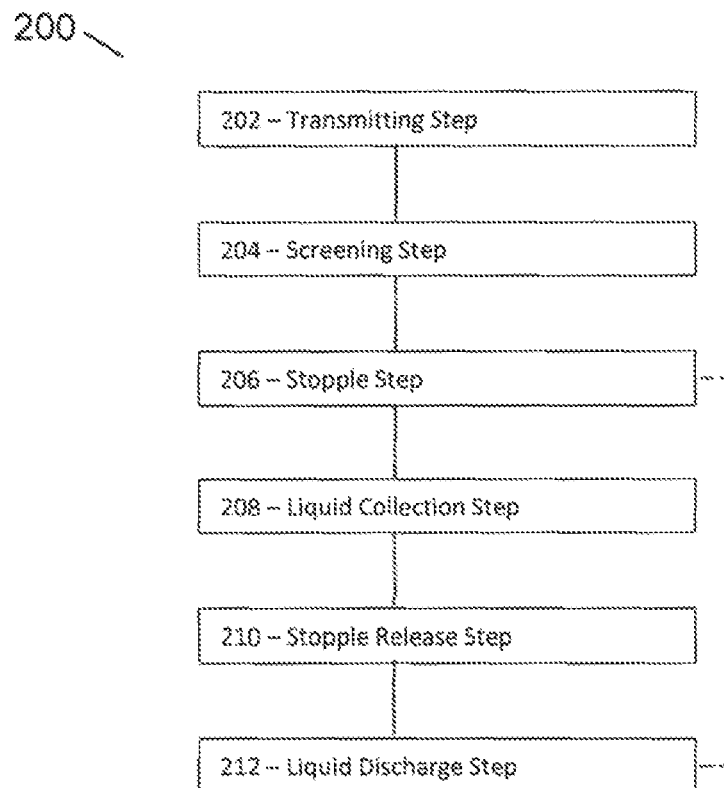 200
202 – Transmitting Step
204 – Screening Step
206 – Stopple Step
208 – Liquid Collection Step
210 – Stopple Release Step
212 – Liquid Discharge Step